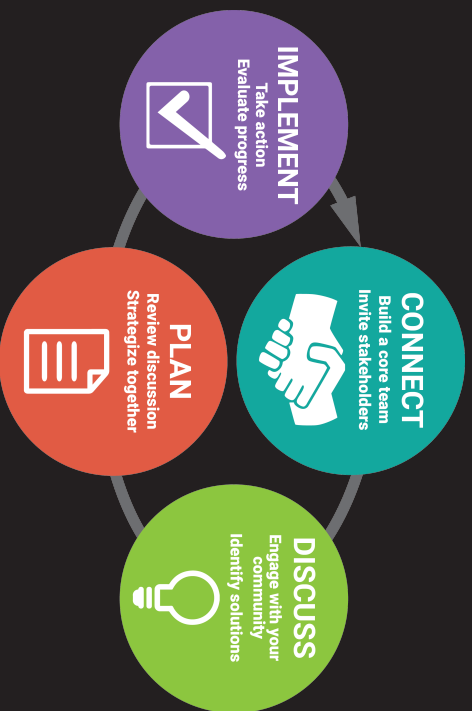 CONNECT
Build a core team
Invite stakeholders
DISCUSS
Engage with your
community
Identify solutions
PLAN
Review discussion
Strategize together
IMPLEMENT
Take action
Evaluate progress